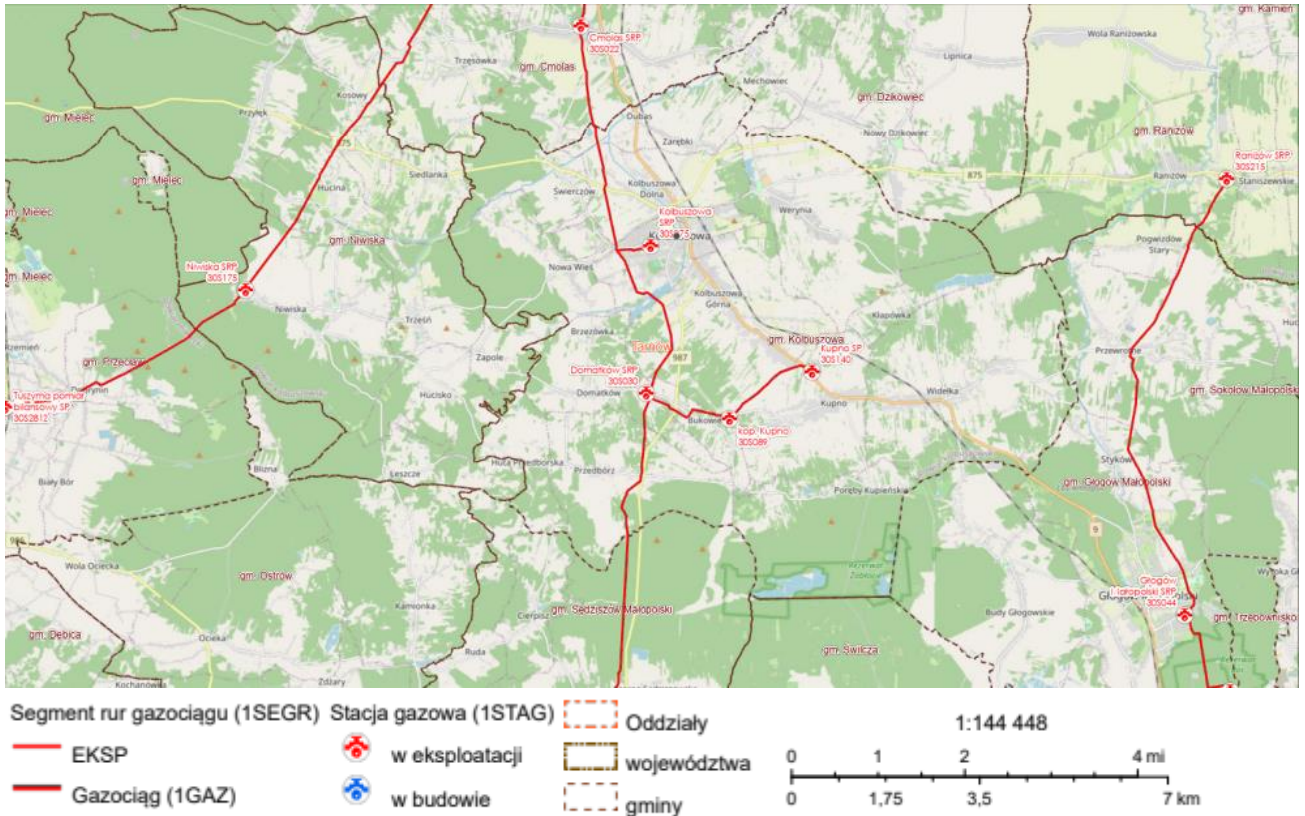 gm. Kamień
Cmolas SRP
30S022
Wola Raniżowska
Trzęsówka
gm. Cmolas
Lipnica
Mechowiec
Kosowy
gm. Dzikowiec
gm. Mielec
Przyłęk
Dubas
Zarębki
Nowy Dzikowiec
gm. Raniżów
875
Siedlanka
875
Raniżów SRP
30S215
Raniżów
Staniszewskie
gm. Mielec
Hucina
Świerczów
Kolbuszowa
Dolna
Werynia
gm. Mielec
Kolbuszowa
SRP
gm. Niwiska
Pogwizdów
Stary
Niwiska SRP
30S175
Nowa Wieś
gm. Mielec
Niwiska
Kolbuszowa
Górna
Trześń
Kłapówka
Brzezówka
gm. Kolbuszowa
Zapole
987
Kupno SP
30S140
Przewrotne
Domatków SRP
30S030
Domatków
Hucisko
Widełka
Kupno
gm. Sokołów Małopolski
Tuszyma pomiar
bilansowy SP
30S2812
kop. Kupno
30S089
Huta Przedborska
Przedbórz
Leszcze
Blizna
Biały Bór
Styków
gm. Głogów Małopolski
Poręby Kupieńskie
9
986
Wola Ociecka
gm. Ostrów
Rezerwat
Zabłocie
Głogów
Małopolski SRP
30S044
Kamionka
Cierpisz
gm. Sędziszów Małopolski
Budy Głogowskie
gm. Trzebownisko
gm. Dębica
Ocieka
Ruda
gm. Świlcza
Kochanówka
Zdżary
Segment rur gazociągu (1SEGR)
EKSP
Gazociąg (1GAZ)
Stacja gazowa (1STAG)
w eksploatacji
w budowie
Oddziały
województwa
gminy
1:144 448
0 1 2 4 mi
0 1,75 3,5 7 km